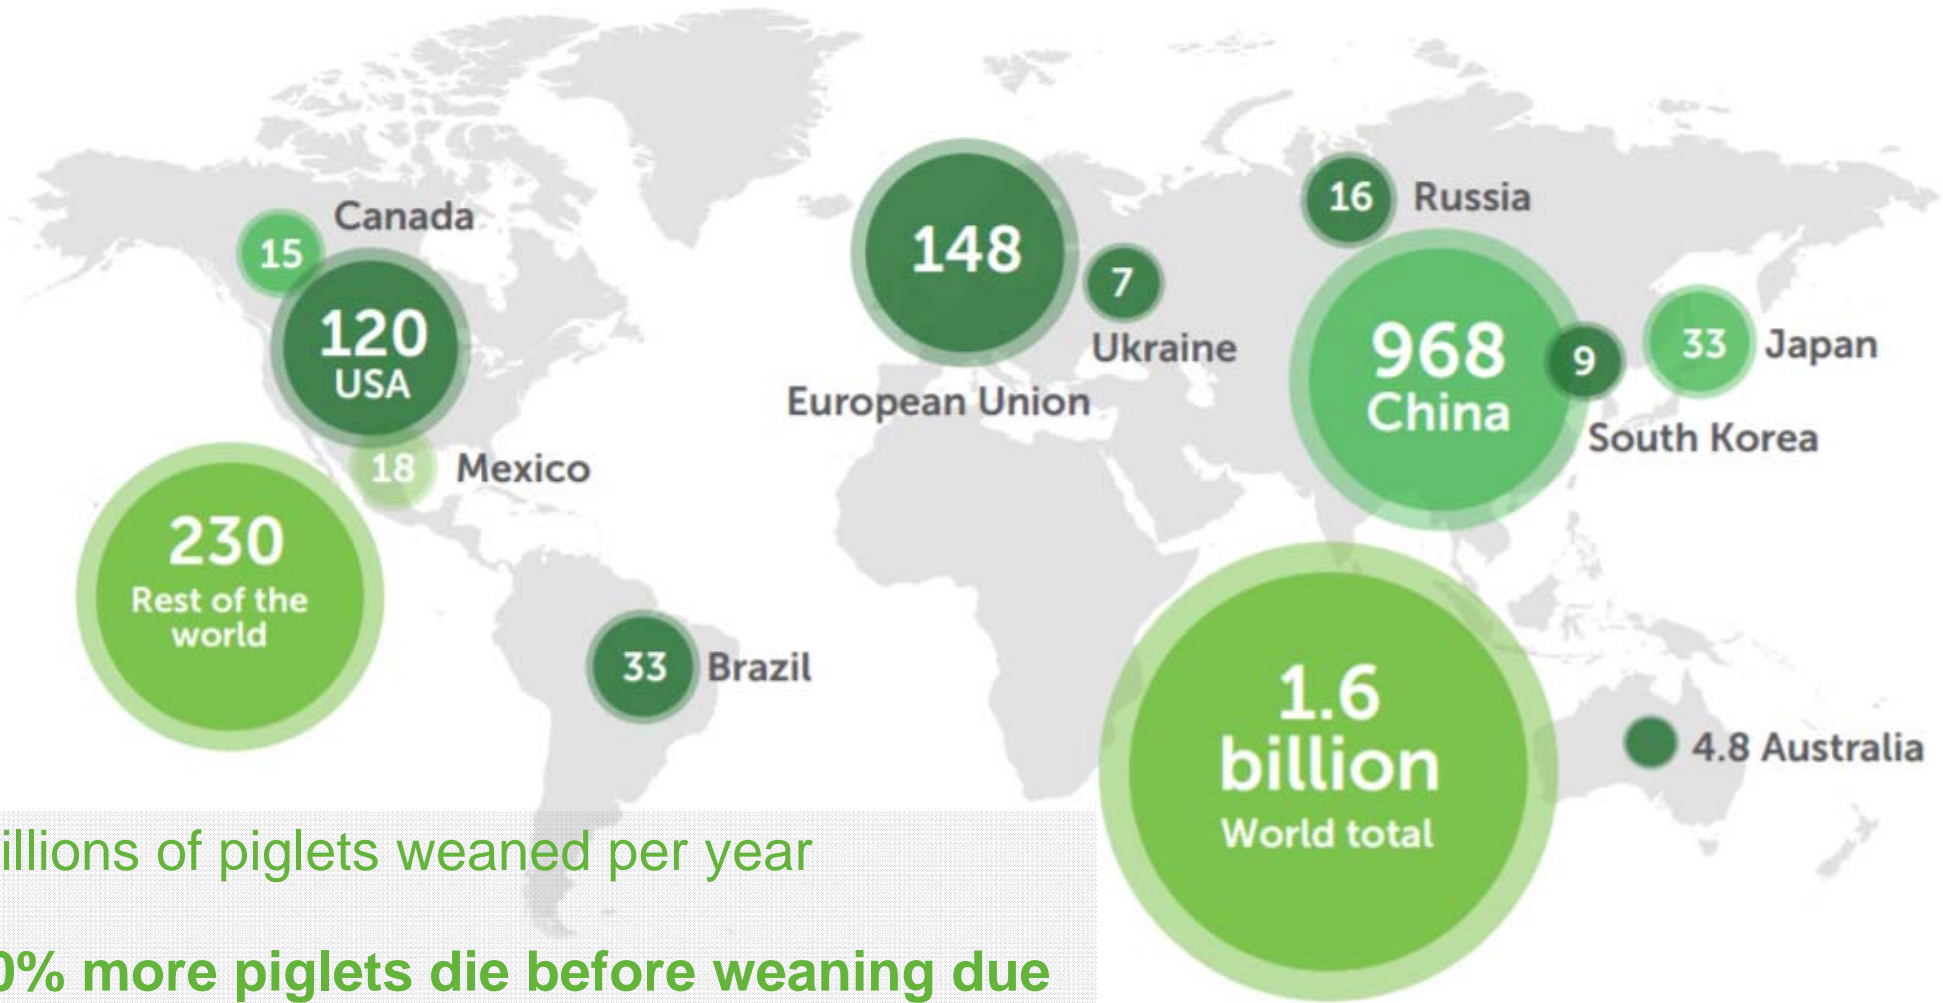 Canada
15
120
USA
18 Mexico
230
Rest of the
world
33 Brazil
148
European Union
7
Ukraine
16 Russia
968
China
9
South Korea
33 Japan
1.6
billion
World total
4.8 Australia
illions of piglets weaned per year
0% more piglets die before weaning due